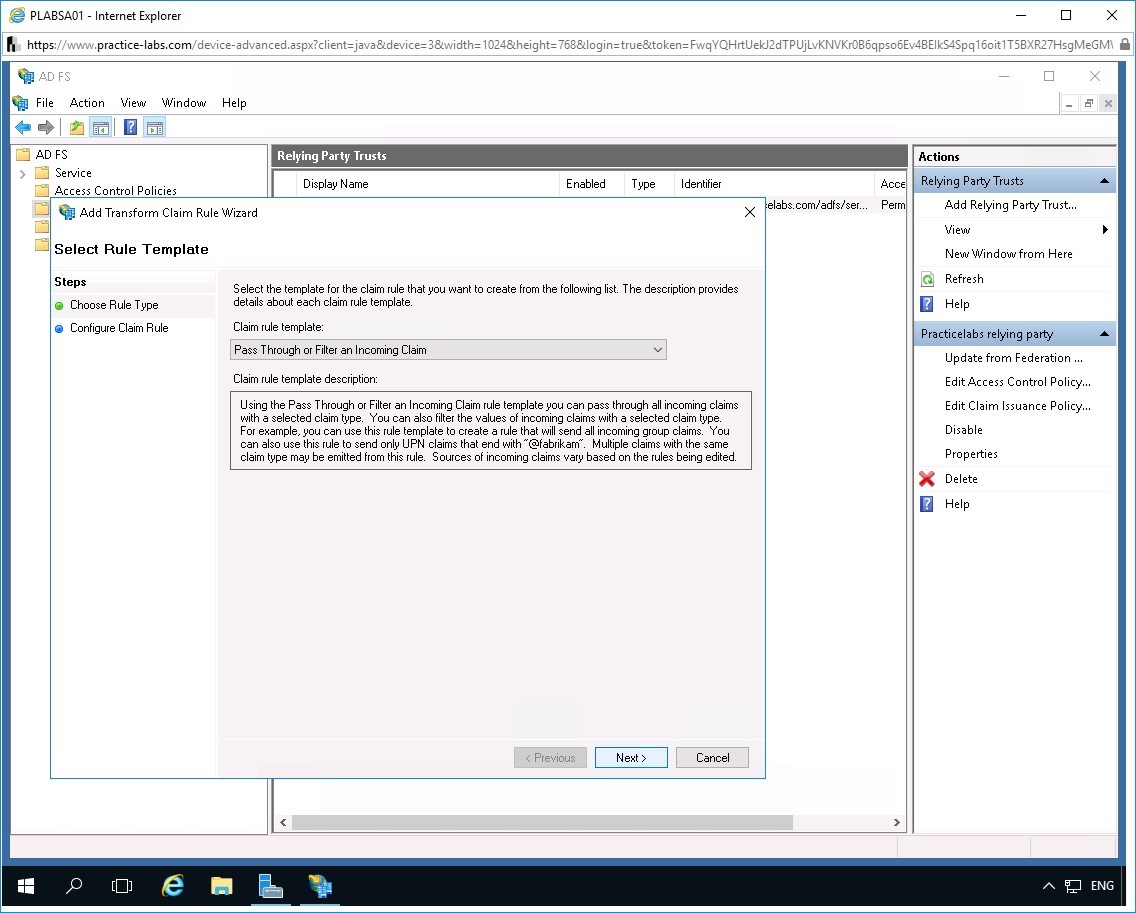 PLABSA01 - Internet Explorer
https://www.practice-labs.com/device-advanced.aspx?client=java&device=3&width=1024&height=768&login=true&token=
AD FS
File Action View Window Help
AD FS
Service
Access Control Policies
Relying Party Trusts
Display Name Enabled Type Identifier Acce
celabs.com/adfs/ser... Perm
Add Transform Claim Rule Wizard
Select Rule Template
Steps
Choose Rule Type
Configure Claim Rule
Select the template for the claim rule that you want to create from the following list. The description provides
details about each claim rule template.
Claim rule template:
Pass Through or Filter an Incoming Claim
Claim rule template description:
Using the Pass Through or Filter an Incoming Claim rule template you can pass through all incoming claims
with a selected claim type. You can also filter the values of incoming claims with a selected claim type.
For example, you can use this rule template to create a rule that will send all incoming group claims. You
can also use this rule to send only UPN claims that end with "@fabrikam". Multiple claims with the same
claim type may be emitted from this rule. Sources of incoming claims vary based on the rules being edited.
< Previous Next > Cancel
Actions
Relying Party Trusts
Add Relying Party Trust...
View
New Window from Here
Refresh
Help
Practicelabs relying party
Update from Federation ...
Edit Access Control Policy...
Edit Claim Issuance Policy...
Disable
Properties
Delete
Help
ENG